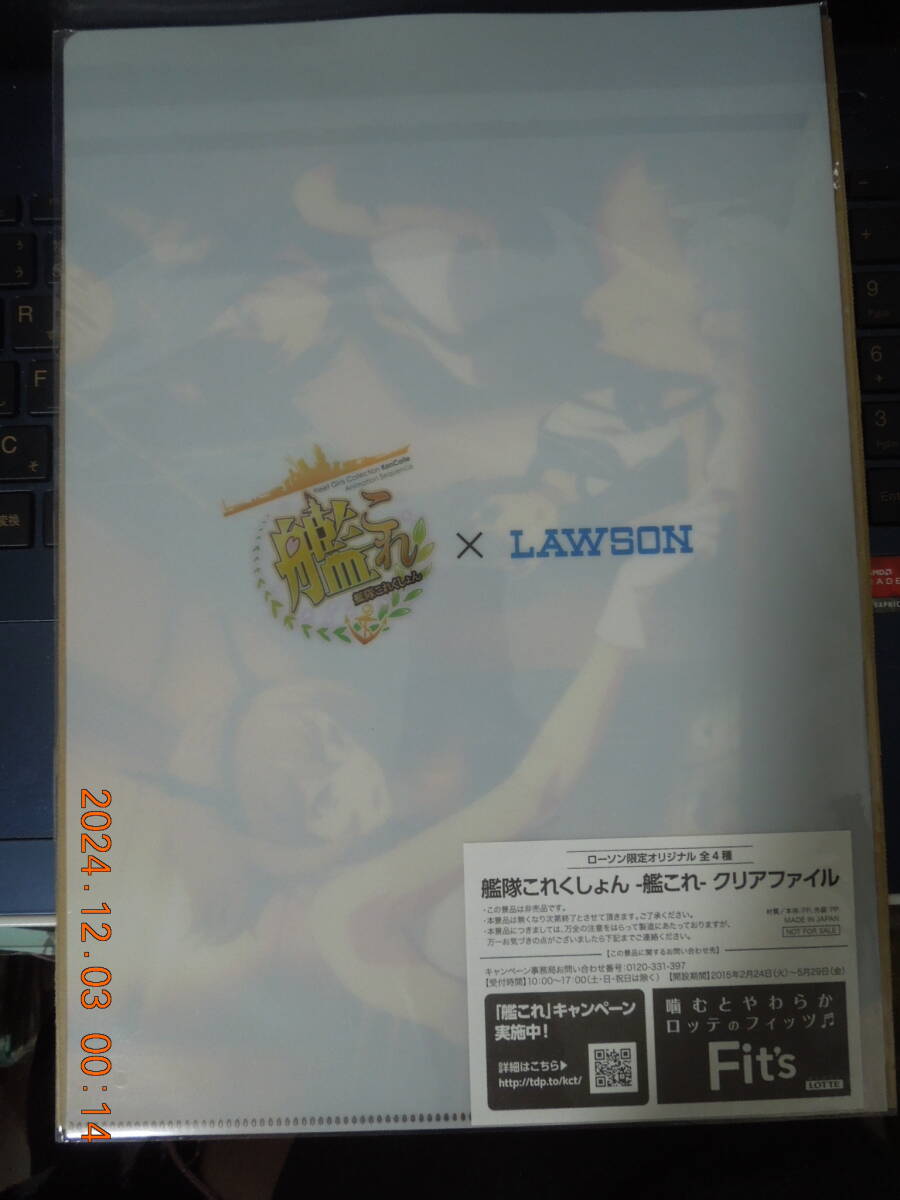 Fleet Girls Collection KanColle
Animation Sequence
艦これ
艦隊これくしょん
×
LAWSON
ローソン限定オリジナル 全4種
艦隊これくしょん -艦これ- クリアファイル
・この景品は非売品です。
・本景品は無くなり次第終了とさせて頂きます。ご了承ください。
・本景品につきましては、万全の注意をはらって製造にあたっておりますが、
万一お気づきの点がございましたら下記までご連絡ください。
材質/本体:PP、外装:PP
MADE IN JAPAN
NOT FOR SALE
【この景品に関するお問い合わせ先】
キャンペーン事務局お問い合わせ番号:0120-331-397
【受付時間】10:00〜17:00(土・日・祝日は除く) 【開設期間】2015年2月24日(火)〜5月29日(金)
「艦これ」キャンペーン
実施中!
詳細はこちら▶
http://tdp.to/kct/
噛むとやわらか
ロッテのフィッツ♬
Fit's
LOTTE
2024.12.03 00:14
R
F
C
そ
変換
9
6
3
AMD